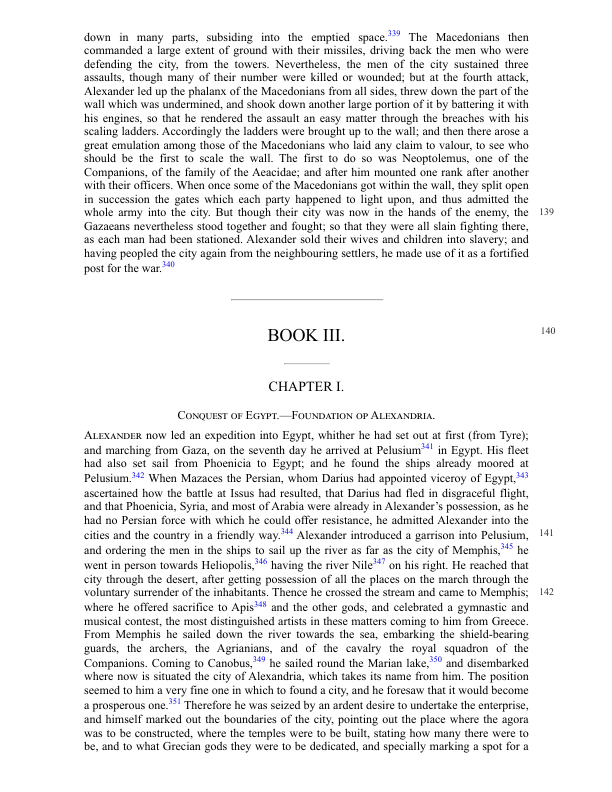 down in many parts, subsiding into the emptied space.339 The Macedonians then
commanded a large extent of ground with their missiles, driving back the men who were
defending the city, from the towers. Nevertheless, the men of the city sustained three
assaults, though many of their number were killed or wounded; but at the fourth attack,
Alexander led up the phalanx of the Macedonians from all sides, threw down the part of the
wall which was undermined, and shook down another large portion of it by battering it with
his engines, so that he rendered the assault an easy matter through the breaches with his
scaling ladders. Accordingly the ladders were brought up to the wall; and then there arose a
great emulation among those of the Macedonians who laid any claim to valour, to see who
should be the first to scale the wall. The first to do so was Neoptolemus, one of the
Companions, of the family of the Aeacidae; and after him mounted one rank after another
with their officers. When once some of the Macedonians got within the wall, they split open
in succession the gates which each party happened to light upon, and thus admitted the
whole army into the city. But though their city was now in the hands of the enemy, the 139
Gazaeans nevertheless stood together and fought; so that they were all slain fighting there,
as each man had been stationed. Alexander sold their wives and children into slavery; and
having peopled the city again from the neighbouring settlers, he made use of it as a fortified
post for the war.340
BOOK III. 140
CHAPTER I.
Conquest of Egypt.—Foundation op Alexandria.
Alexander now led an expedition into Egypt, whither he had set out at first (from Tyre);
and marching from Gaza, on the seventh day he arrived at Pelusium341 in Egypt. His fleet
had also set sail from Phoenicia to Egypt; and he found the ships already moored at
Pelusium.342 When Mazaces the Persian, whom Darius had appointed viceroy of Egypt,343
ascertained how the battle at Issus had resulted, that Darius had fled in disgraceful flight,
and that Phoenicia, Syria, and most of Arabia were already in Alexander's possession, as he
had no Persian force with which he could offer resistance, he admitted Alexander into the
cities and the country in a friendly way.344 Alexander introduced a garrison into Pelusium, 141
and ordering the men in the ships to sail up the river as far as the city of Memphis,345 he
went in person towards Heliopolis,346 having the river Nile347 on his right. He reached that
city through the desert, after getting possession of all the places on the march through the
voluntary surrender of the inhabitants. Thence he crossed the stream and came to Memphis; 142
where he offered sacrifice to Apis348 and the other gods, and celebrated a gymnastic and
musical contest, the most distinguished artists in these matters coming to him from Greece.
From Memphis he sailed down the river towards the sea, embarking the shield-bearing
guards, the archers, the Agrianians, and of the cavalry the royal squadron of the
Companions. Coming to Canobus,349 he sailed round the Marian lake,350 and disembarked
where now is situated the city of Alexandria, which takes its name from him. The position
seemed to him a very fine one in which to found a city, and he foresaw that it would become
a prosperous one.351 Therefore he was seized by an ardent desire to undertake the enterprise,
and himself marked out the boundaries of the city, pointing out the place where the agora
was to be constructed, where the temples were to be built, stating how many there were to
be, and to what Grecian gods they were to be dedicated, and specially marking a spot for a